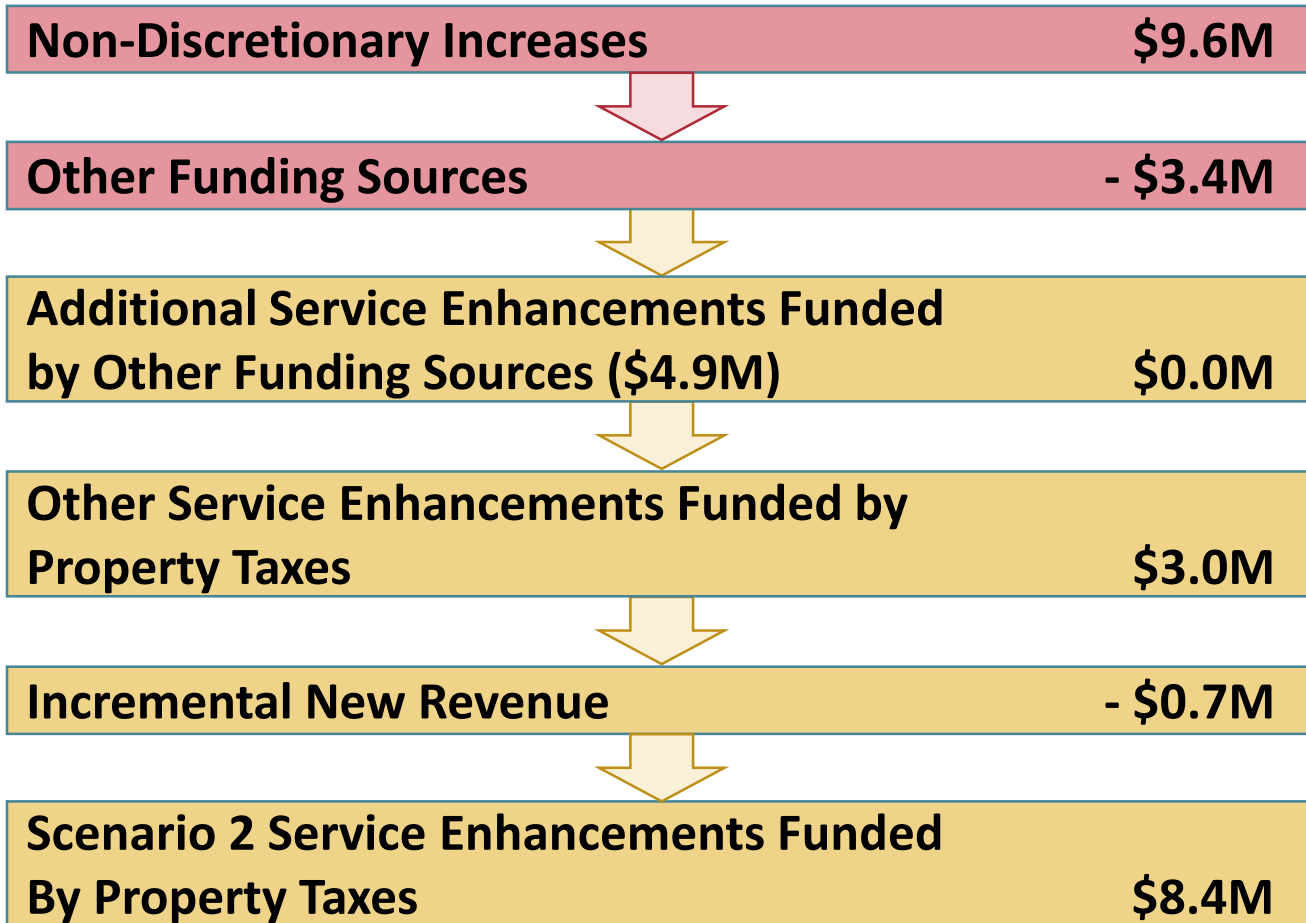 Non-Discretionary Increases $9.6M
Other Funding Sources - $3.4M
Additional Service Enhancements Funded
by Other Funding Sources ($4.9M) $0.0M
Other Service Enhancements Funded by
Property Taxes $3.0M
Incremental New Revenue - $0.7M
Scenario 2 Service Enhancements Funded
By Property Taxes $8.4M